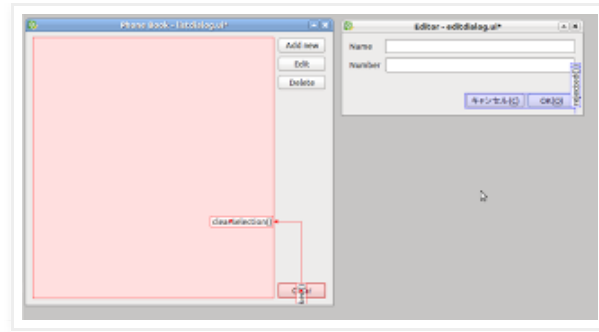 Phone Book - listdialog.ui*
Add new
Edit
Delete
clearSelection()
Clear
Editor - editdialog.ui*
Name
Number
rejected()
キャンセル(C)
OK(O)